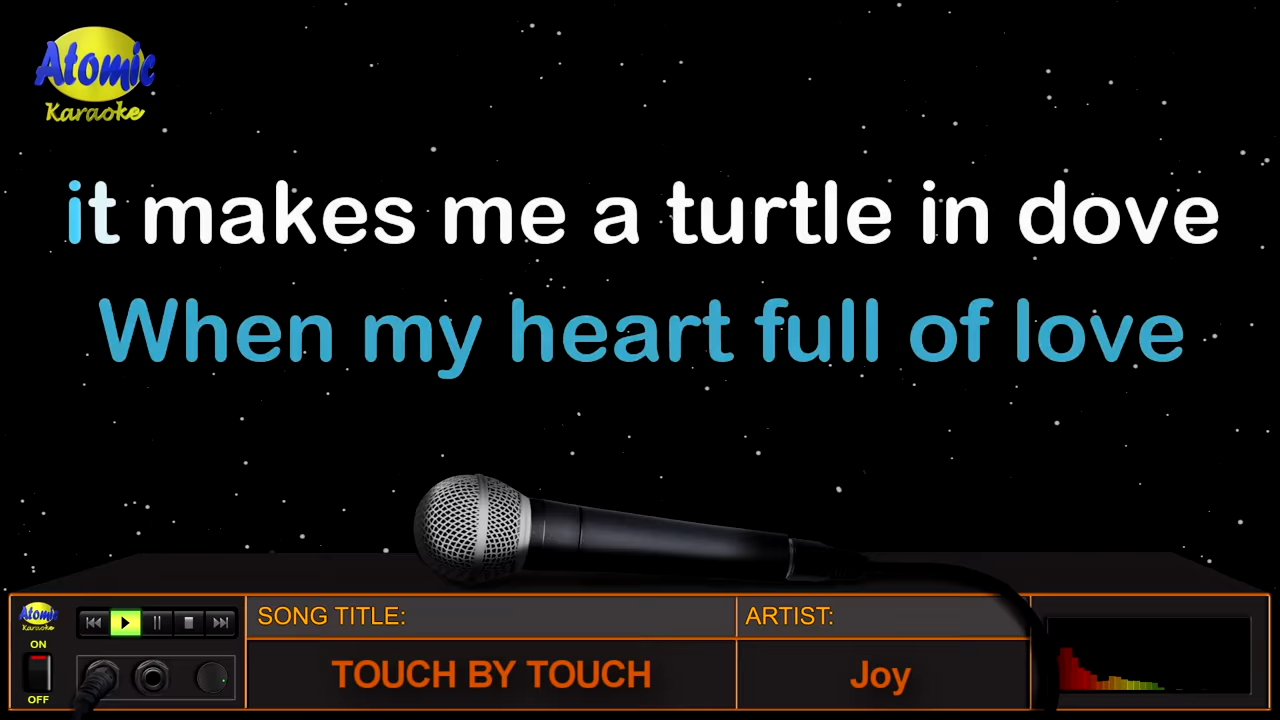 Atomic
Karaoke
it makes me a turtle in dove
When my heart full of love
Atomic
Karaoke
ON
OFF
SONG TITLE:
TOUCH BY TOUCH
ARTIST:
Joy